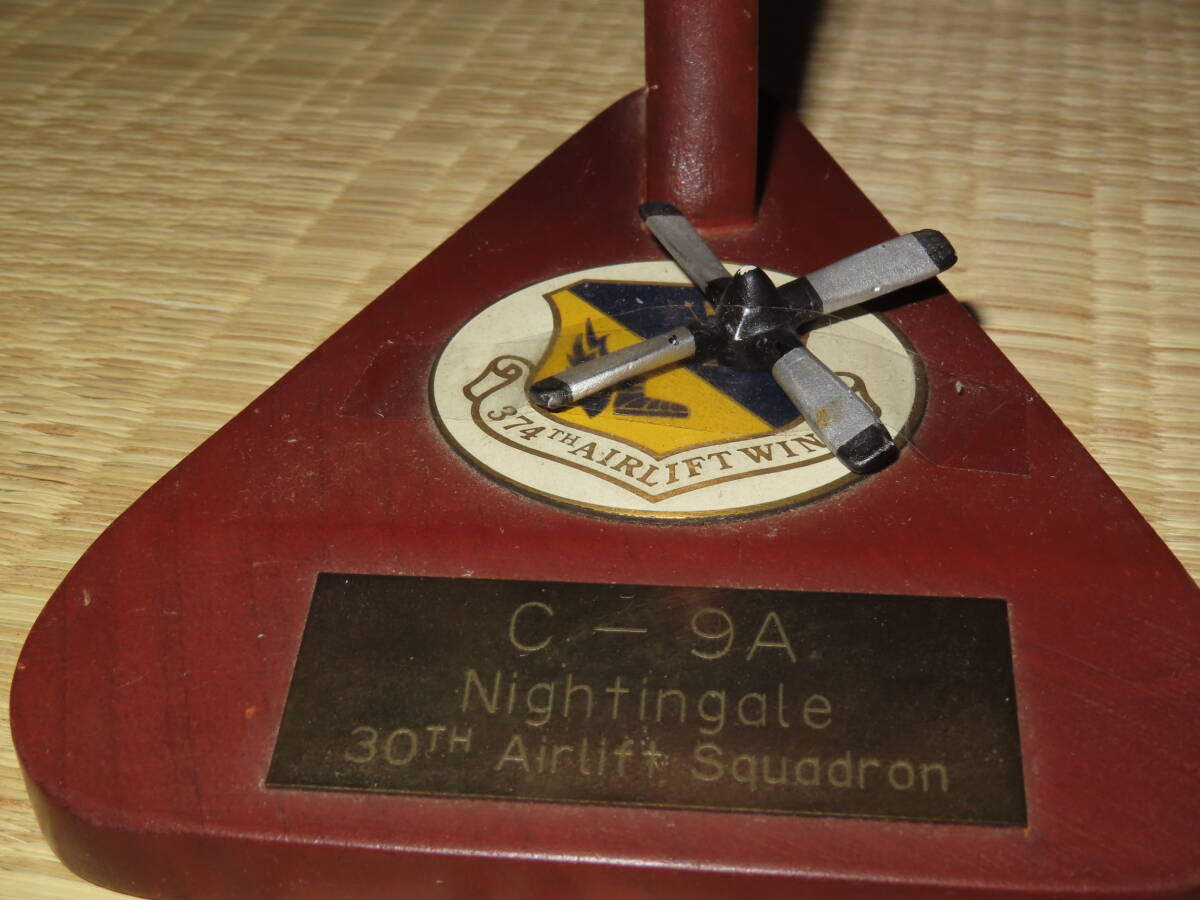 374TH AIRLIFT WIN
C - 9A
Nightingale
30TH Airlift Squadron